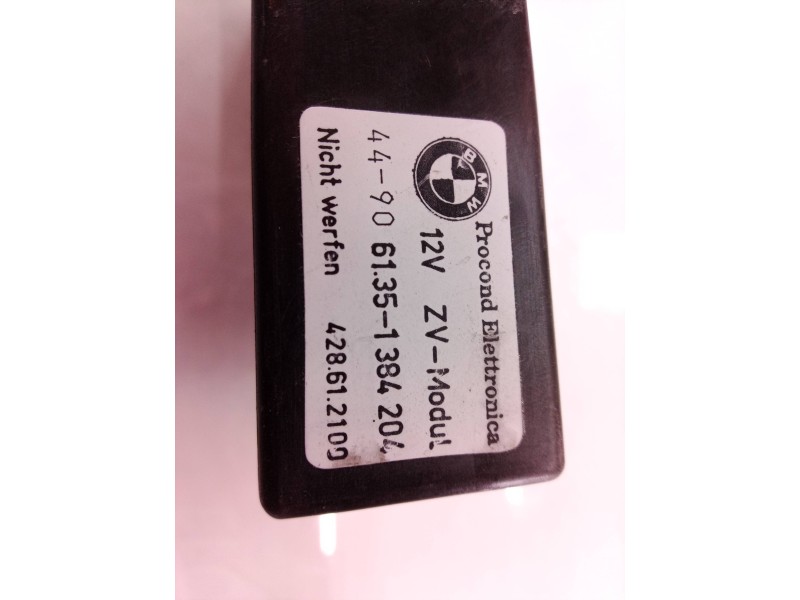 BMW
Procond Elettronica
12V ZV-Modul
44-90 61.35-1 384 204
Nicht werfen 428.61.2109